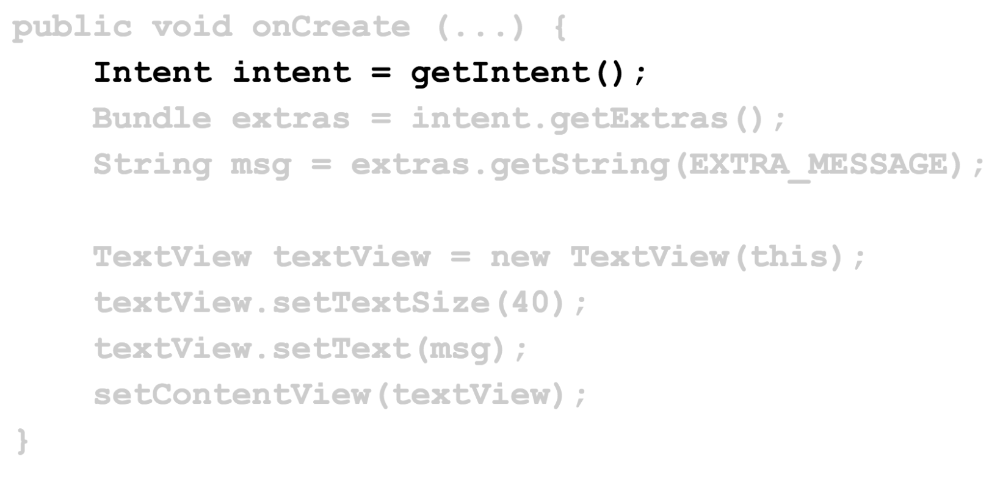 public void onCreate (...) {
Intent intent = getIntent();
Bundle extras = intent.getExtras();
String msg = extras.getString(EXTRA_MESSAGE);
TextView textView = new TextView(this);
textView.setTextSize(40);
textView.setText(msg);
setContentView(textView);
}